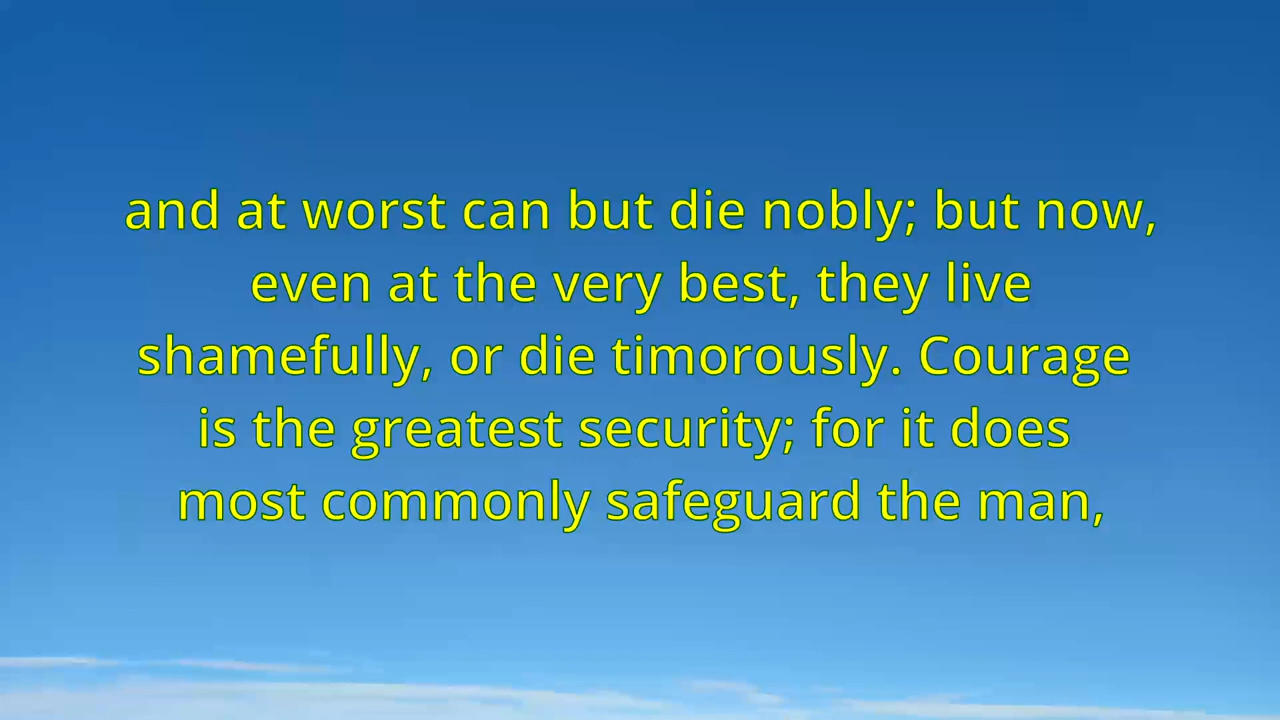 and at worst can but die nobly; but now,
even at the very best, they live
shamefully, or die timorously. Courage
is the greatest security; for it does
most commonly safeguard the man,